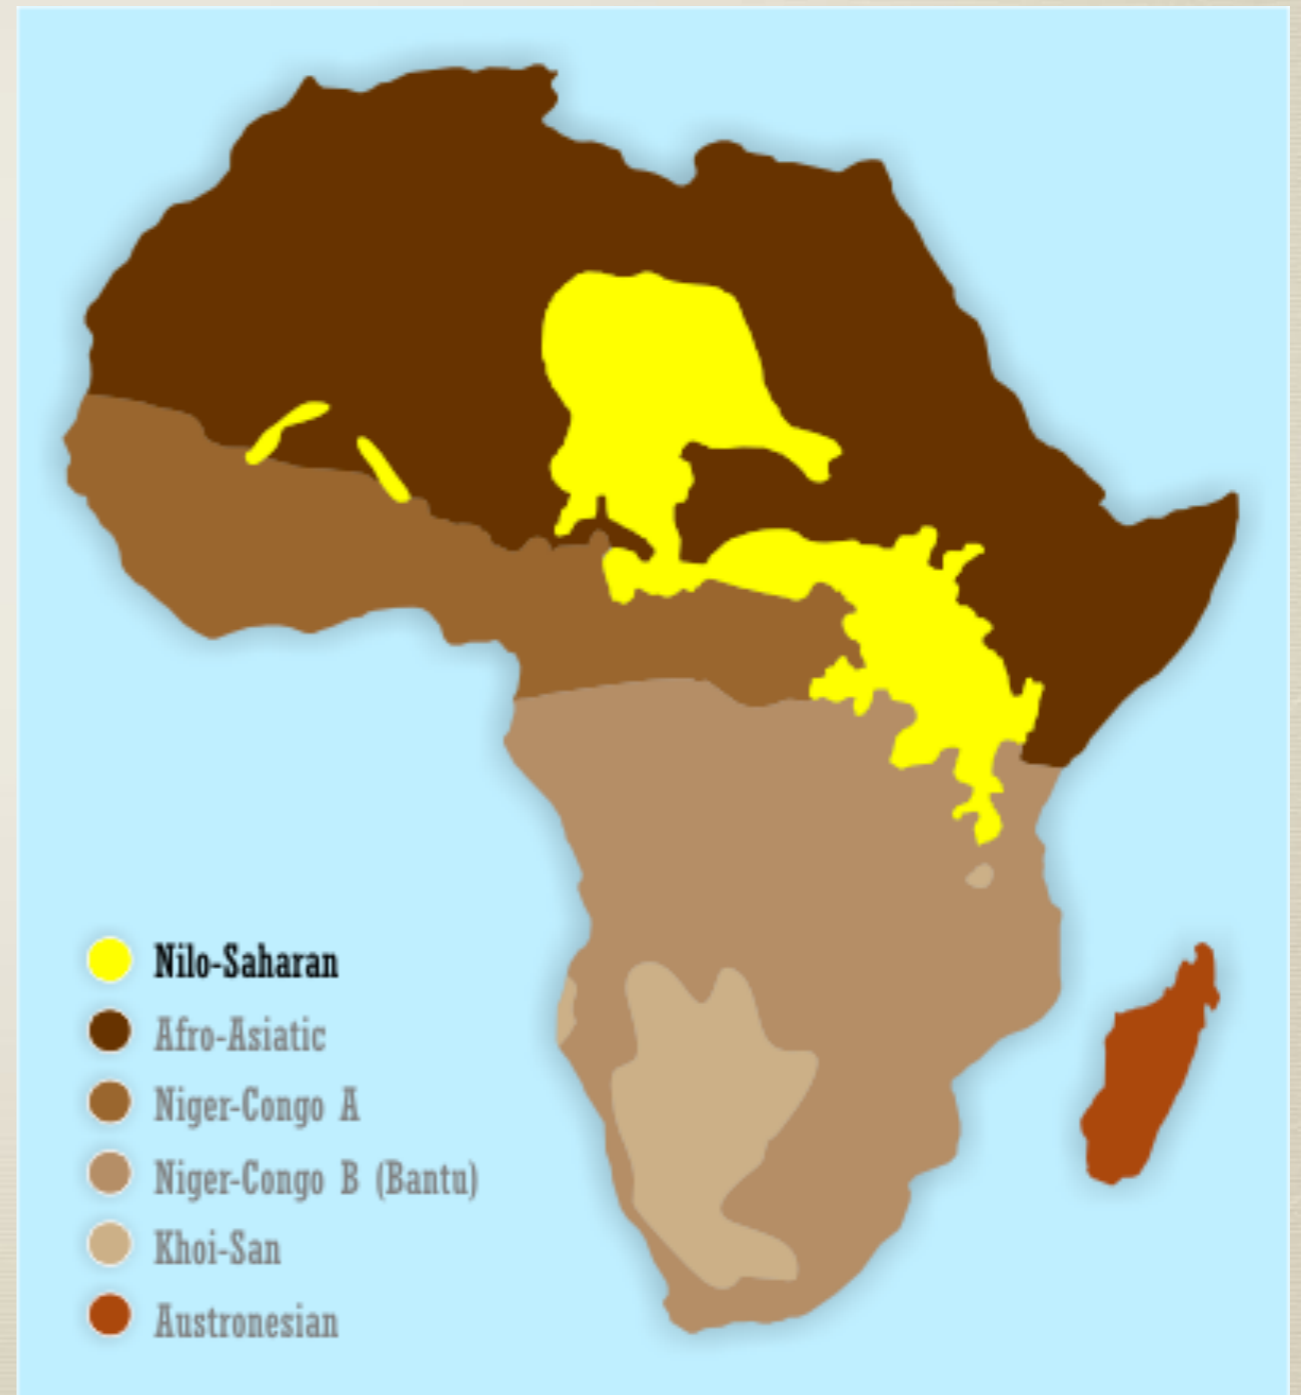 Nilo-Saharan
Afro-Asiatic
Niger-Congo A
Niger-Congo B (Bantu)
Khoi-San
Austronesian